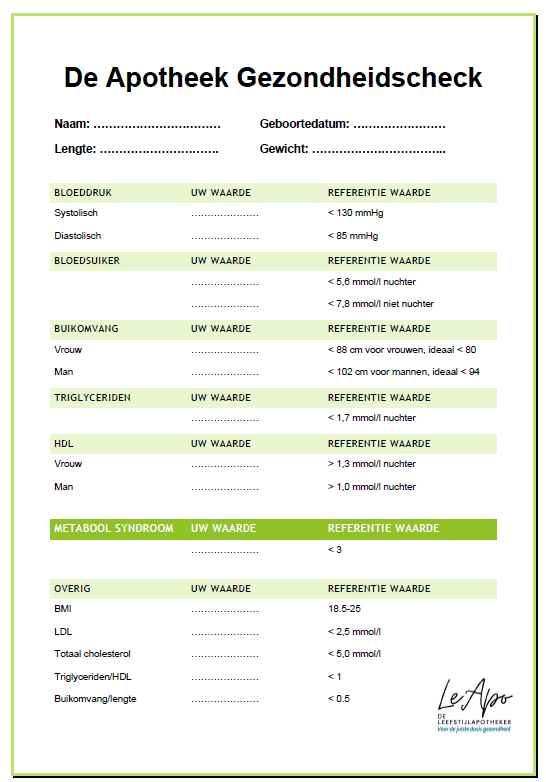 De Apotheek Gezondheidscheck
Naam: …………………………… Geboortedatum: ……………………
Lengte: …………………………. Gewicht: ……………………………..
BLOEDDRUK UW WAARDE REFERENTIE WAARDE
Systolisch ………………… < 130 mmHg
Diastolisch ………………… < 85 mmHg
BLOEDSUIKER UW WAARDE REFERENTIE WAARDE
………………… < 5,6 mmol/l nuchter
………………… < 7,8 mmol/l niet nuchter
BUIKOMVANG UW WAARDE REFERENTIE WAARDE
Vrouw ………………… < 88 cm voor vrouwen, ideaal < 80
Man ………………… < 102 cm voor mannen, ideaal < 94
TRIGLYCERIDEN UW WAARDE REFERENTIE WAARDE
………………… < 1,7 mmol/l nuchter
HDL UW WAARDE REFERENTIE WAARDE
Vrouw ………………… > 1,3 mmol/l nuchter
Man ………………… > 1,0 mmol/l nuchter
METABOOL SYNDROOM UW WAARDE REFERENTIE WAARDE
………………… < 3
OVERIG UW WAARDE REFERENTIE WAARDE
BMI ………………… 18.5-25
LDL ………………… < 2,5 mmol/l
Totaal cholesterol ………………… < 5,0 mmol/l
Triglyceriden/HDL ………………… < 1
Buikomvang/lengte ………………… < 0.5
Le Apo
DE
LEEFSTIJLAPOTHEKER
Voor de juiste dosis gezondheid